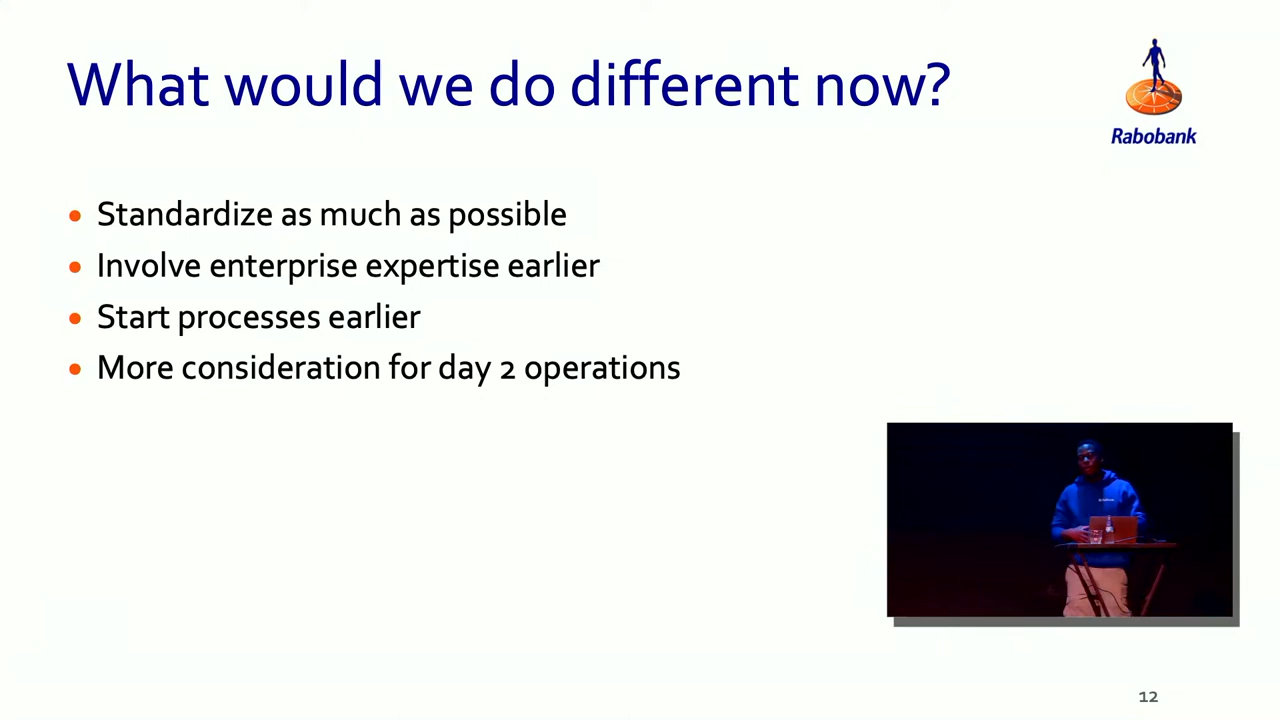 What would we do different now?
Rabobank
Standardize as much as possible
Involve enterprise expertise earlier
Start processes earlier
More consideration for day 2 operations
12